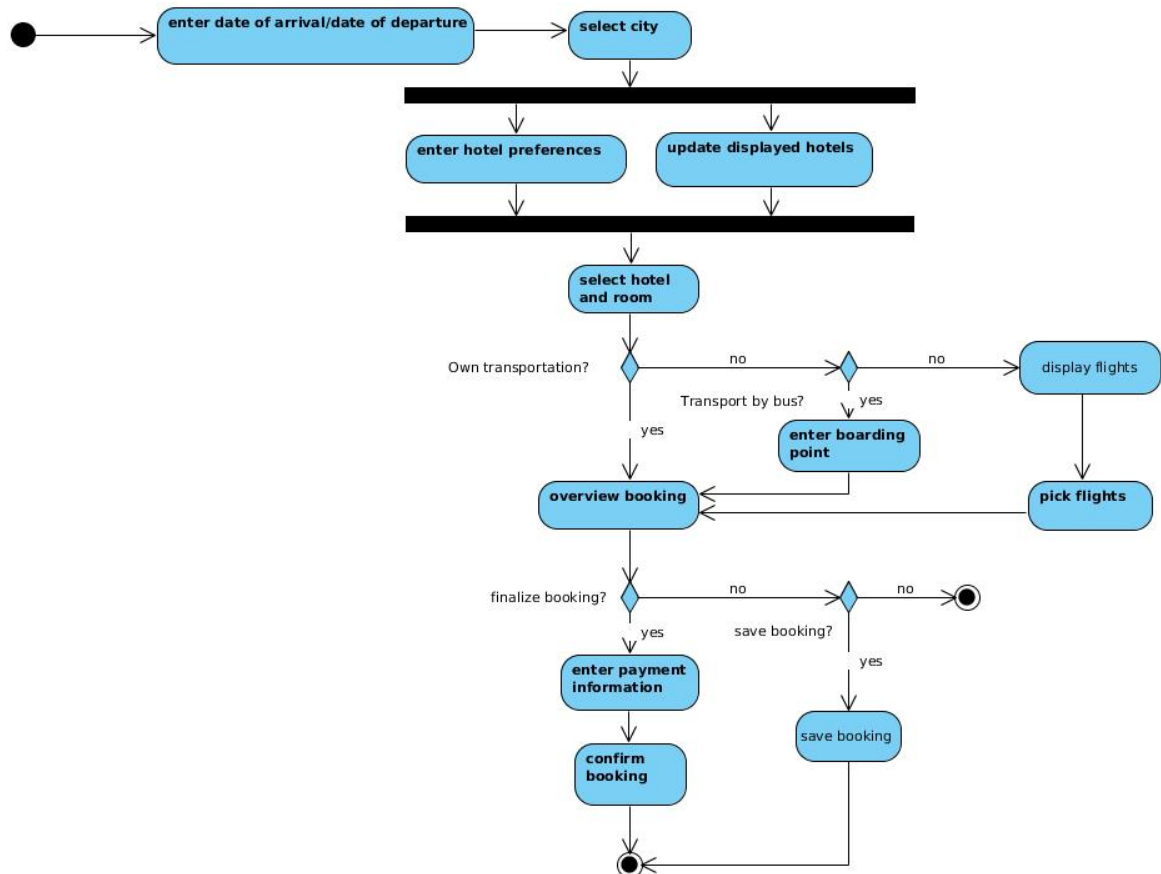 enter date of arrival/date of departure
select city
enter hotel preferences
update displayed hotels
select hotel
and room
Own transportation?
no
no
display flights
Transport by bus?
yes
yes
enter boarding
point
overview booking
pick flights
finalize booking?
no
no
yes
save booking?
yes
enter payment
information
save booking
confirm
booking